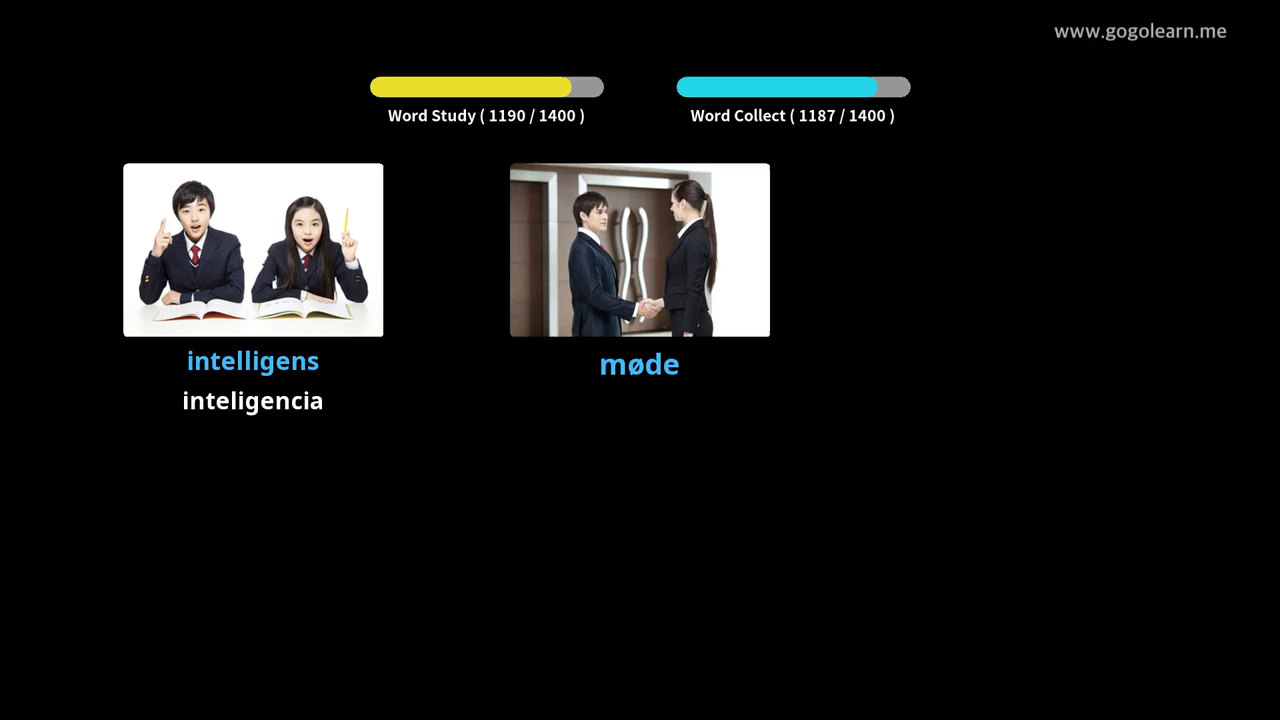 www.gogolearn.me
Word Study ( 1190 / 1400 )
Word Collect ( 1187 / 1400 )
intelligens
inteligencia
møde